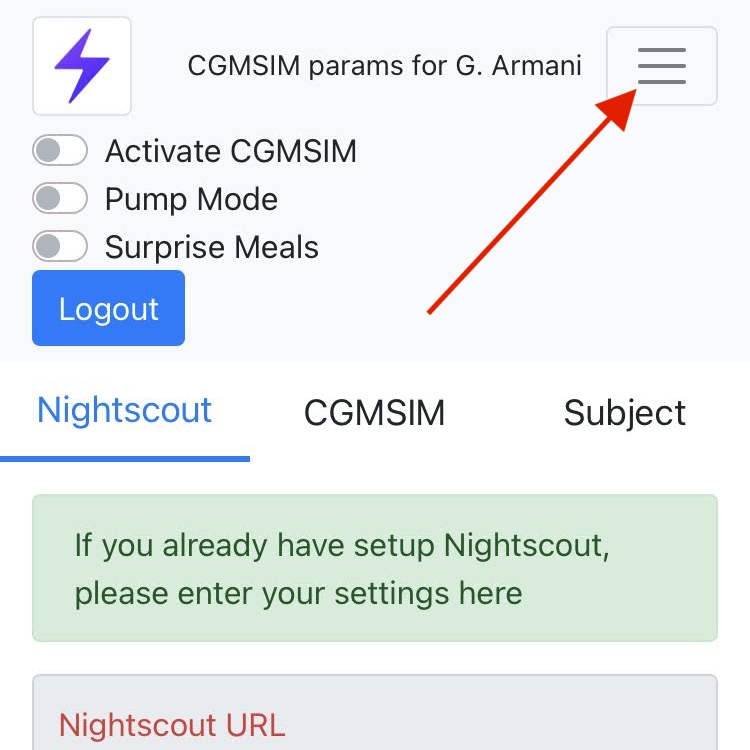 CGMSIM params for G. Armani
Activate CGMSIM
Pump Mode
Surprise Meals
Logout
Nightscout
CGMSIM
Subject
If you already have setup Nightscout,
please enter your settings here
Nightscout URL